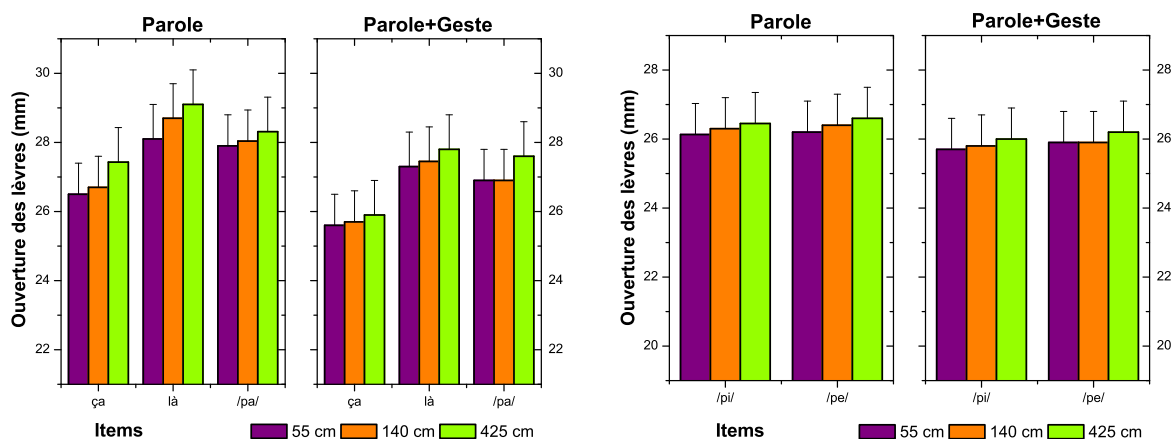 Parole Parole+Geste
Ouverture des lèvres (mm)
30 30
28 28
26 26
24 24
22 22
ça là /pa/ ça là /pa/
Items 55 cm 140 cm 425 cm
Parole Parole+Geste
Ouverture des lèvres (mm)
28 28
26 26
24 24
22 22
20 20
/pi/ /pe/ /pi/ /pe/
Items 55 cm 140 cm 425 cm